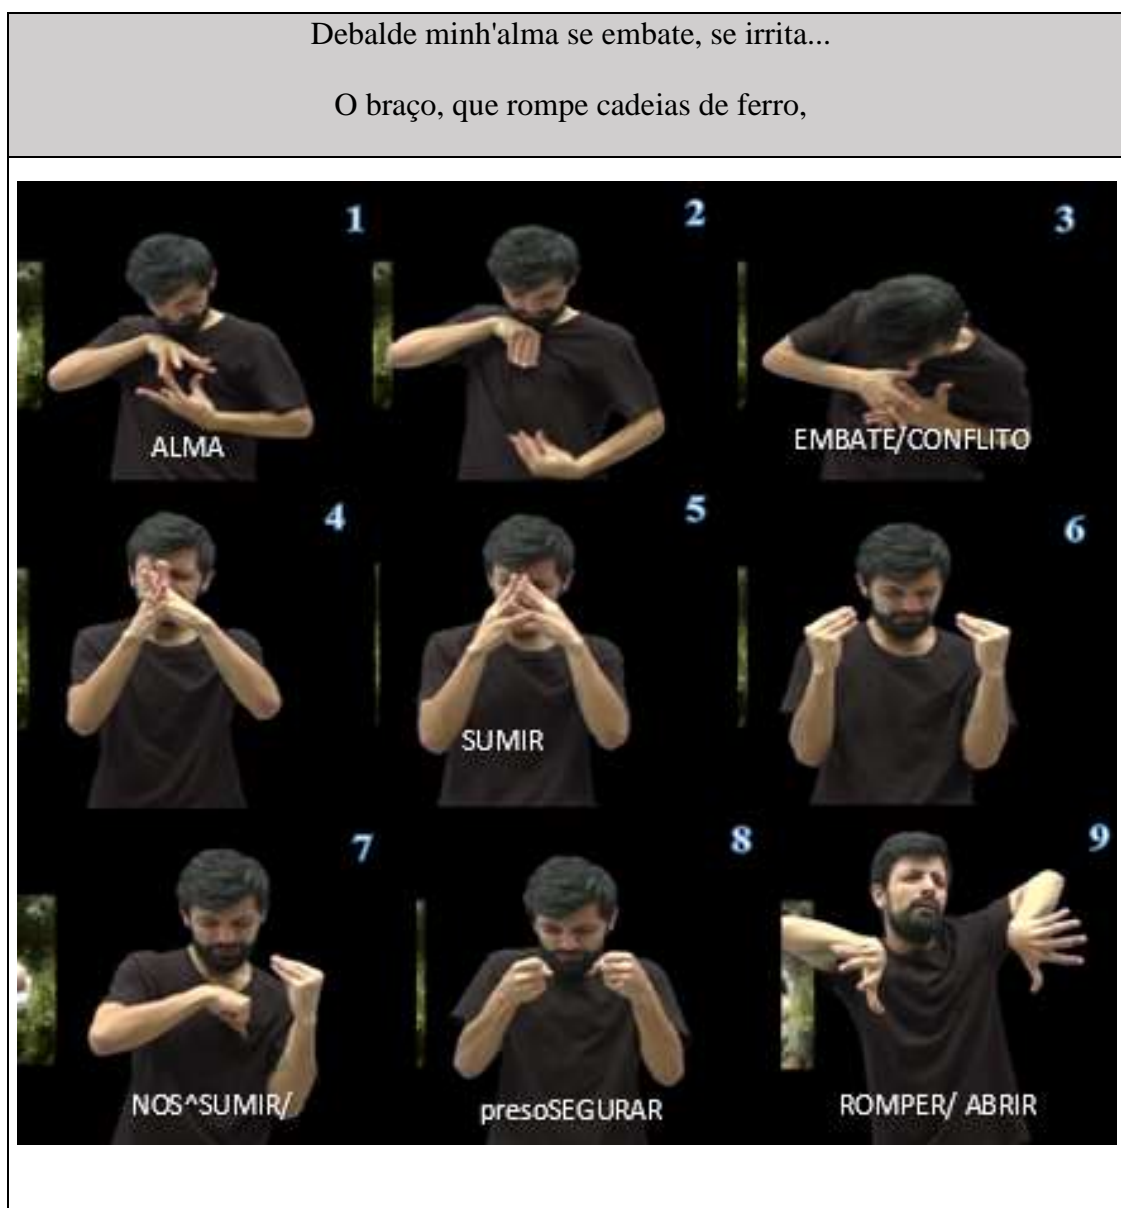 Debalde minh'alma se embate, se irrita...
O braço, que rompe cadeias de ferro,
1
2
3
ALMA
EMBATE/CONFLITO
4
5
6
SUMIR
7
8
9
NOS^SUMIR/
presoSEGURAR
ROMPER/ ABRIR